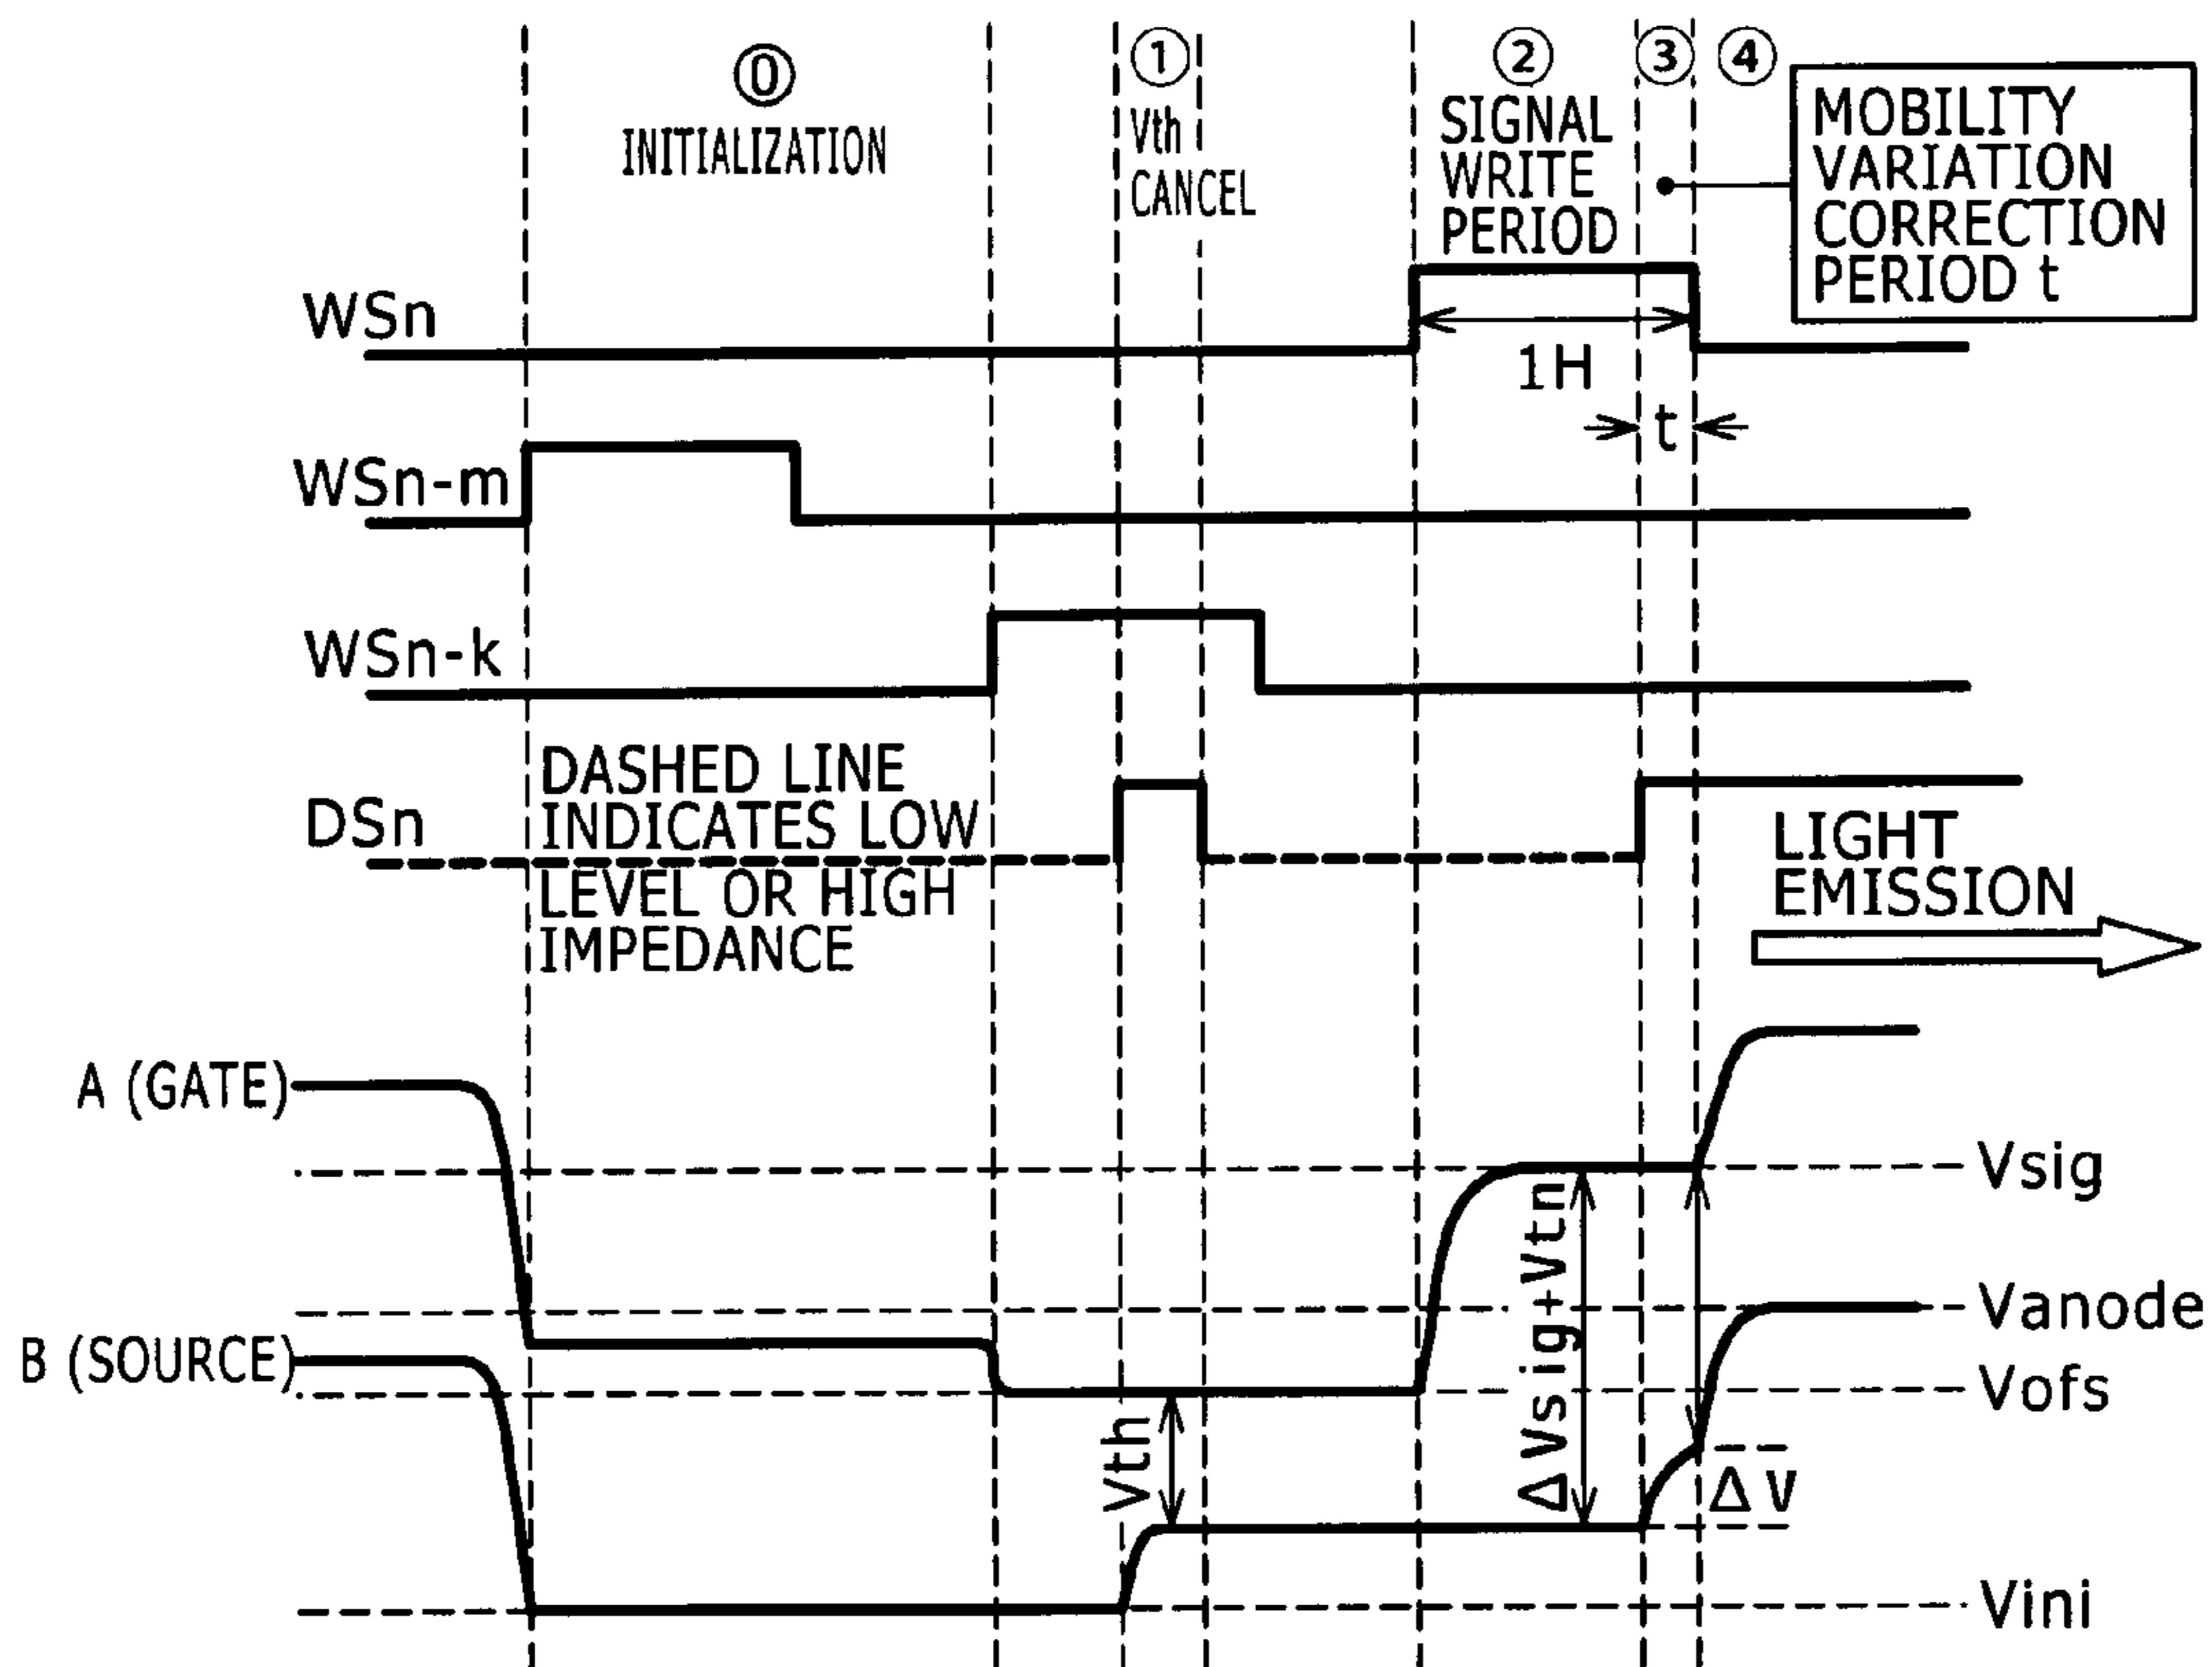 ⓪
INITIALIZATION
①
Vth
CANCEL
②
SIGNAL
WRITE
PERIOD
③
④
MOBILITY
VARIATION
CORRECTION
PERIOD t
WSn
1H
t
WSn-m
WSn-k
DSn
DASHED LINE
INDICATES LOW
LEVEL OR HIGH
IMPEDANCE
LIGHT
EMISSION
A (GATE)
Vsig
ΔVsig+Vtn
Vanode
B (SOURCE)
Vofs
Vth
ΔV
Vini